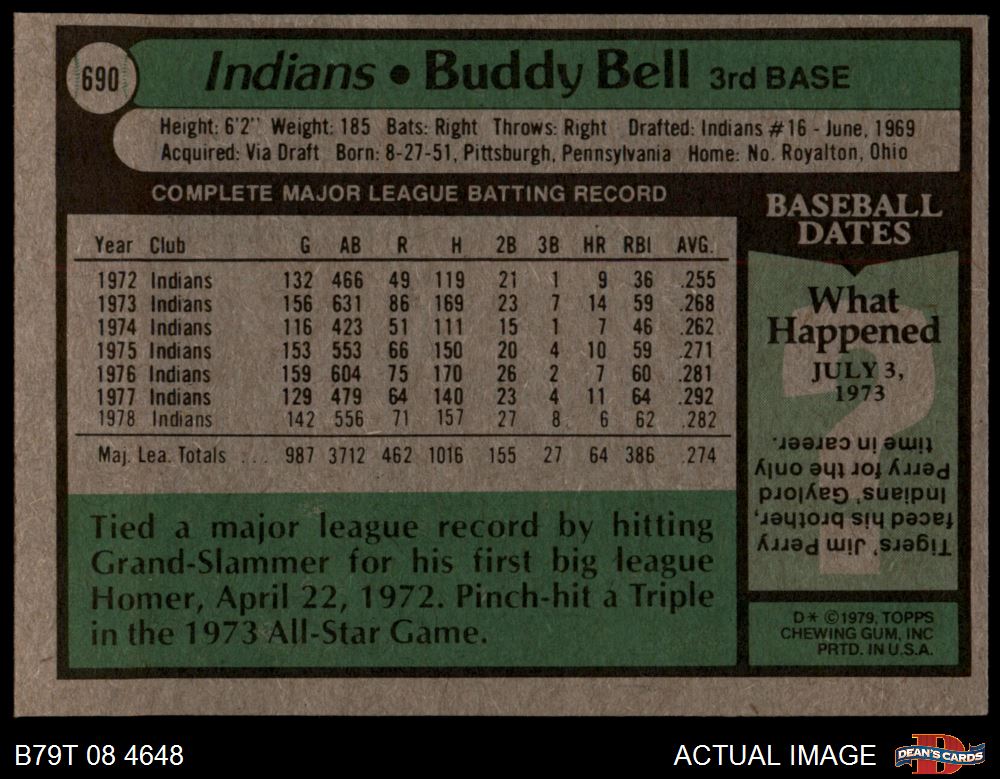 690
Indians • Buddy Bell 3rd BASE
Height: 6'2" Weight: 185 Bats: Right Throws: Right Drafted: Indians #16 - June, 1969
Acquired: Via Draft Born: 8-27-51, Pittsburgh, Pennsylvania Home: No. Royalton, Ohio
COMPLETE MAJOR LEAGUE BATTING RECORD
Year Club G AB R H 2B 3B HR RBI AVG.
1972 Indians 132 466 49 119 21 1 9 36 .255
1973 Indians 156 631 86 169 23 7 14 59 .268
1974 Indians 116 423 51 111 15 1 7 46 .262
1975 Indians 153 553 66 150 20 4 10 59 .271
1976 Indians 159 604 75 170 26 2 7 60 .281
1977 Indians 129 479 64 140 23 4 11 64 .292
1978 Indians 142 556 71 157 27 8 6 62 .282
Maj. Lea. Totals ... 987 3712 462 1016 155 27 64 386 .274
Tied a major league record by hitting
Grand-Slammer for his first big league
Homer, April 22, 1972. Pinch-hit a Triple
in the 1973 All-Star Game.
BASEBALL
DATES
What
Happened
JULY 3,
1973
Tigers' Jim Perry
faced his brother,
Indians' Gaylord
Perry for the only
time in career.
D* ©1979, TOPPS
CHEWING GUM, INC
PRTD. IN U.S.A.
B79T 08 4648
ACTUAL IMAGE
DEAN'S CARDS